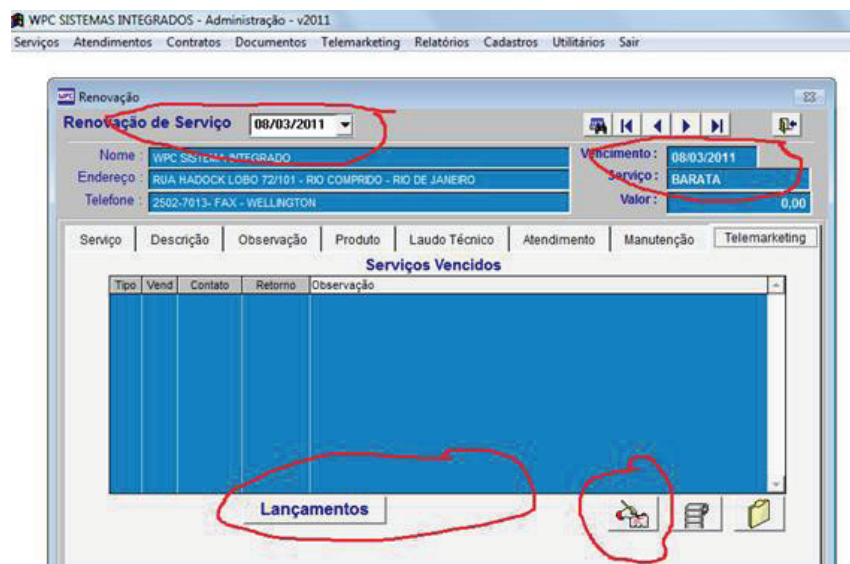 WPC SISTEMAS INTEGRADOS - Administração - v2011
Serviços Atendimentos Contratos Documentos Telemarketing Relatórios Cadastros Utilitários Sair
Renovação
Renovação de Serviço 08/03/2011
Nome : WPC SISTEMA INTEGRADO
Vencimento : 08/03/2011
Endereço : RUA HADOCK LOBO 72/101 - RIO COMPRIDO - RIO DE JANEIRO
Serviço : BARATA
Telefone : 2502-7013- FAX - WELLINGTON
Valor : 0,00
Serviço Descrição Observação Produto Laudo Técnico Atendimento Manutenção Telemarketing
Serviços Vencidos
Tipo Vend Contato Retorno Observação
Lançamentos